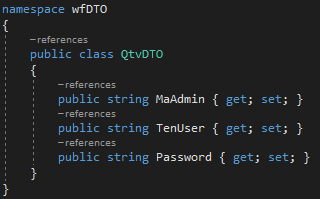 namespace wfDTO
{
–references
public class QtvDTO
{
–references
public string MaAdmin { get; set; }
–references
public string TenUser { get; set; }
–references
public string Password { get; set; }
}
}